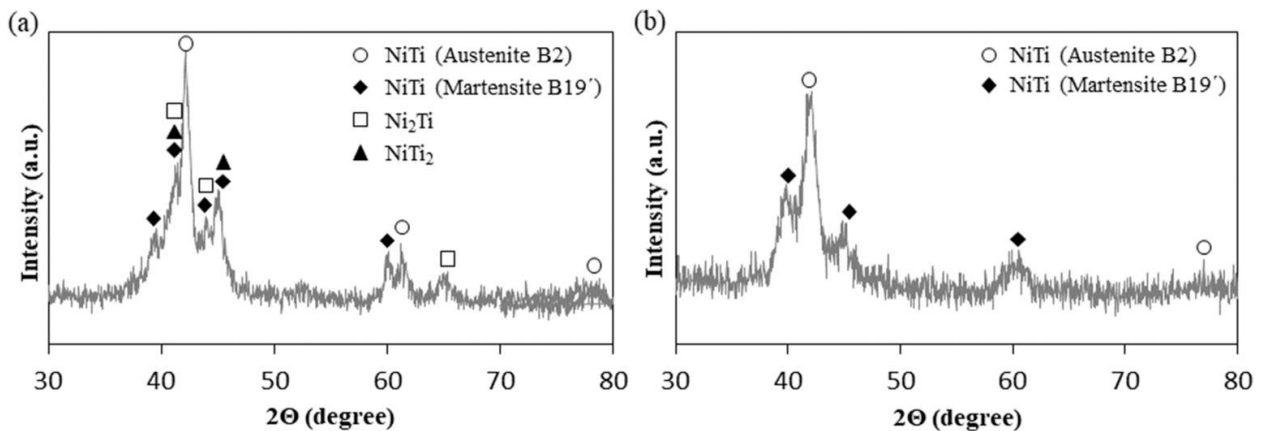 (a)
NiTi (Austenite B2)
NiTi (Martensite B19´)
Ni₂Ti
NiTi₂
Intensity (a.u.)
30 40 50 60 70 80
2Θ (degree)
(b)
NiTi (Austenite B2)
NiTi (Martensite B19´)
Intensity (a.u.)
30 40 50 60 70 80
2Θ (degree)